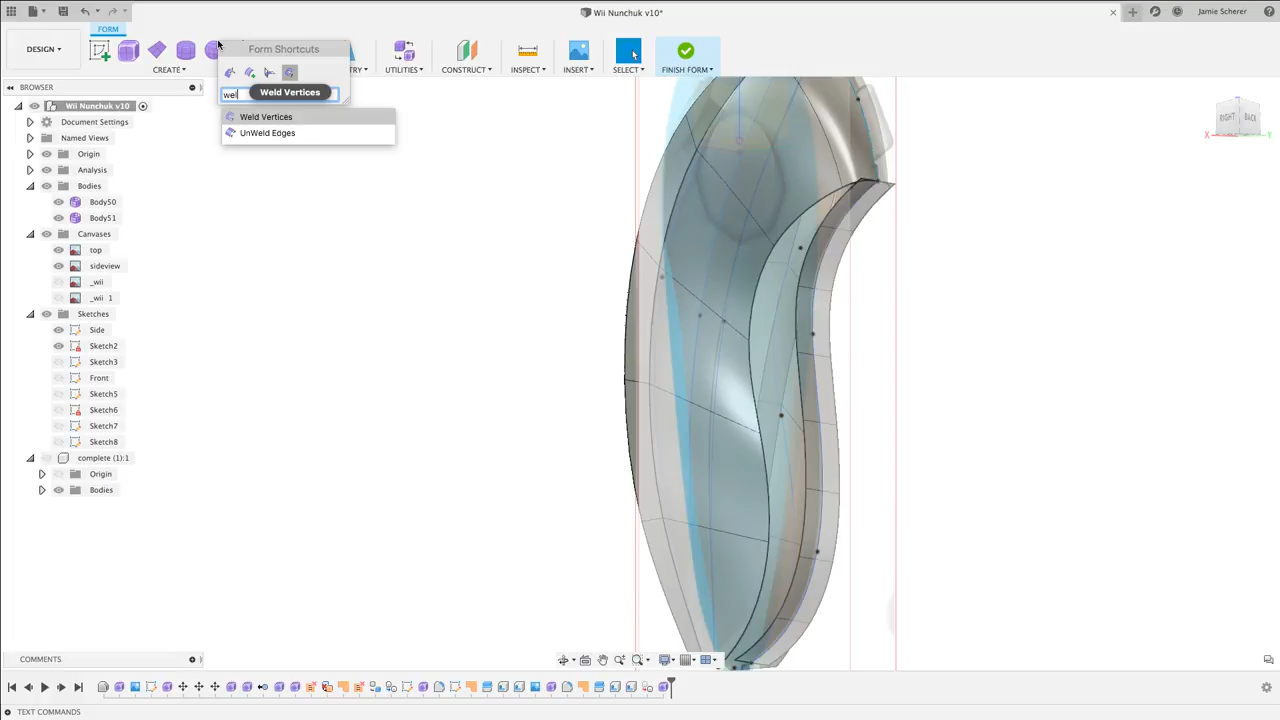 Wii Nunchuk v10*
Jamie Scherer
FORM
DESIGN
Form Shortcuts
wel
Weld Vertices
Weld Vertices
UnWeld Edges
CREATE
TRY
UTILITIES
CONSTRUCT
INSPECT
INSERT
SELECT
FINISH FORM
BROWSER
Wii Nunchuk v10
Document Settings
Named Views
Origin
Analysis
Bodies
Body50
Body51
Canvases
top
sideview
_wii
_wii 1
Sketches
Side
Sketch2
Sketch3
Front
Sketch5
Sketch6
Sketch7
Sketch8
complete (1):1
Origin
Bodies
RIGHT
BACK
X
COMMENTS
TEXT COMMANDS